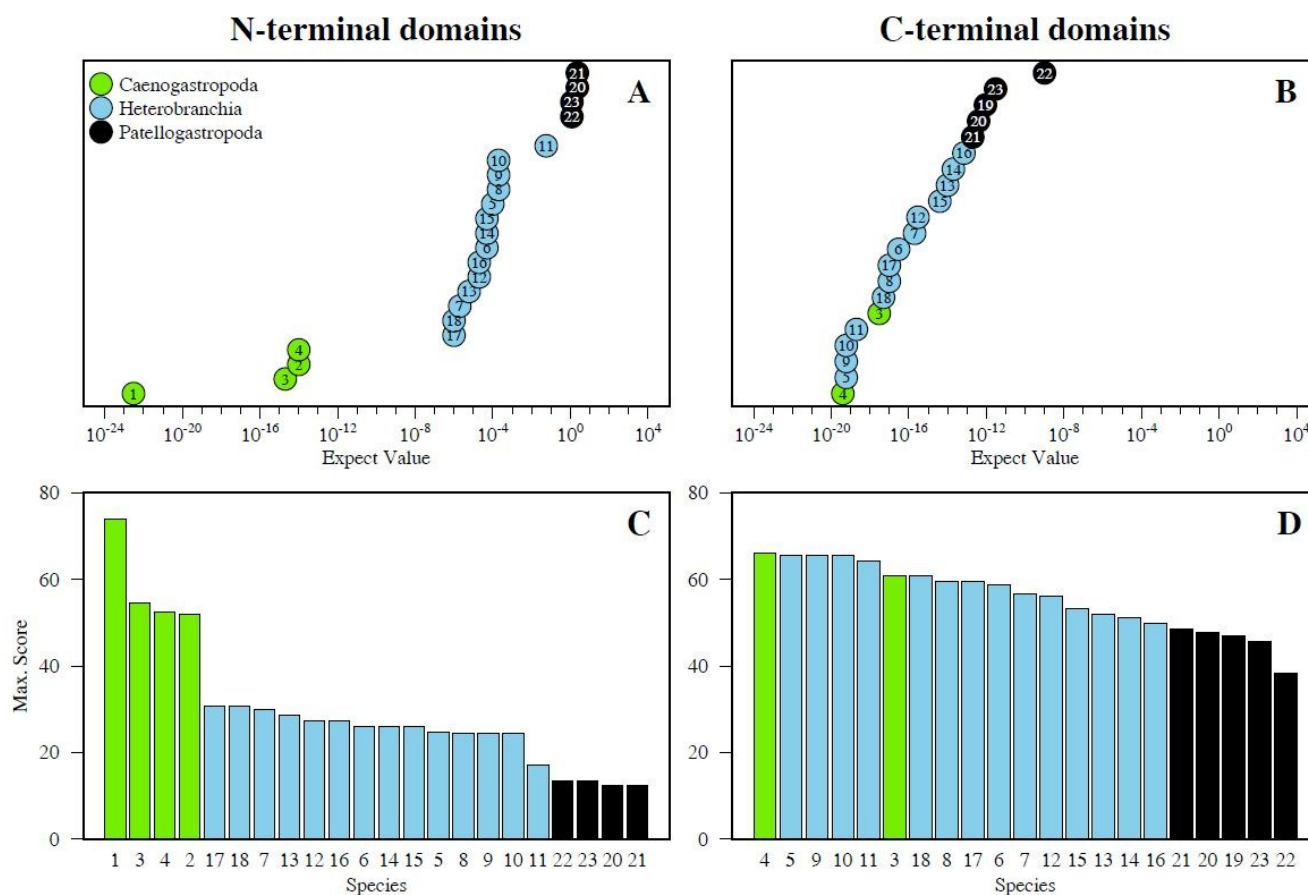 N-terminal domains
C-terminal domains
Caenogastropoda
Heterobranchia
Patellogastropoda
A
21
20
23
22
11
10
9
8
5
15
14
6
16
12
13
7
18
17
4
2
3
1
10-24 10-20 10-16 10-12 10-8 10-4 100 104
Expect Value
B
22
23
19
20
21
16
14
13
15
12
7
6
17
8
18
3
11
10
9
5
4
10-24 10-20 10-16 10-12 10-8 10-4 100 104
Expect Value
C
Max. Score
80
60
40
20
0
1 3 4 2 17 18 7 13 12 16 6 14 15 5 8 9 10 11 22 23 20 21
Species
D
80
60
40
20
0
4 5 9 10 11 3 18 8 17 6 7 12 15 13 14 16 21 20 19 23 22
Species